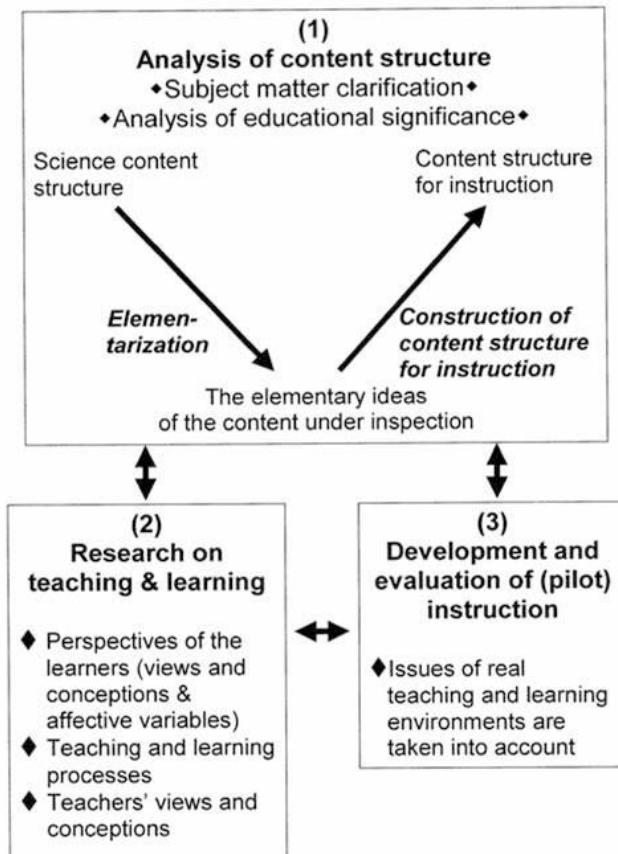 (1)
Analysis of content structure
◆Subject matter clarification◆
◆Analysis of educational significance◆
Science content
structure
Content structure
for instruction
Elemen-
tarization
Construction of
content structure
for instruction
The elementary ideas
of the content under inspection
(2)
Research on
teaching & learning
◆ Perspectives of the
learners (views and
conceptions &
affective variables)
◆ Teaching and learning
processes
◆ Teachers' views and
conceptions
(3)
Development and
evaluation of (pilot)
instruction
◆ Issues of real
teaching and learning
environments are
taken into account